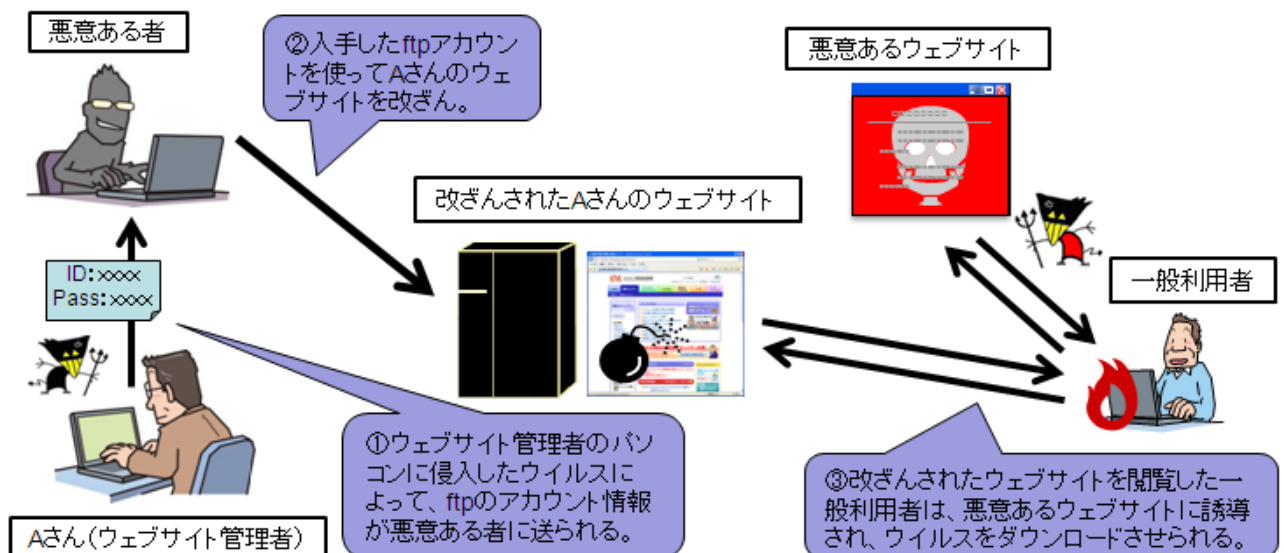 悪意ある者
②入手したftpアカウン
トを使ってAさんのウェ
ブサイトを改ざん。
悪意あるウェブサイト
改ざんされたAさんのウェブサイト
ID:xxxx
Pass:xxxx
一般利用者
①ウェブサイト管理者のパソ
コンに侵入したウイルスに
よって、ftpのアカウント情報
が悪意ある者に送られる。
③改ざんされたウェブサイトを閲覧した一
般利用者は、悪意あるウェブサイトに誘導
され、ウイルスをダウンロードさせられる。
Aさん(ウェブサイト管理者)